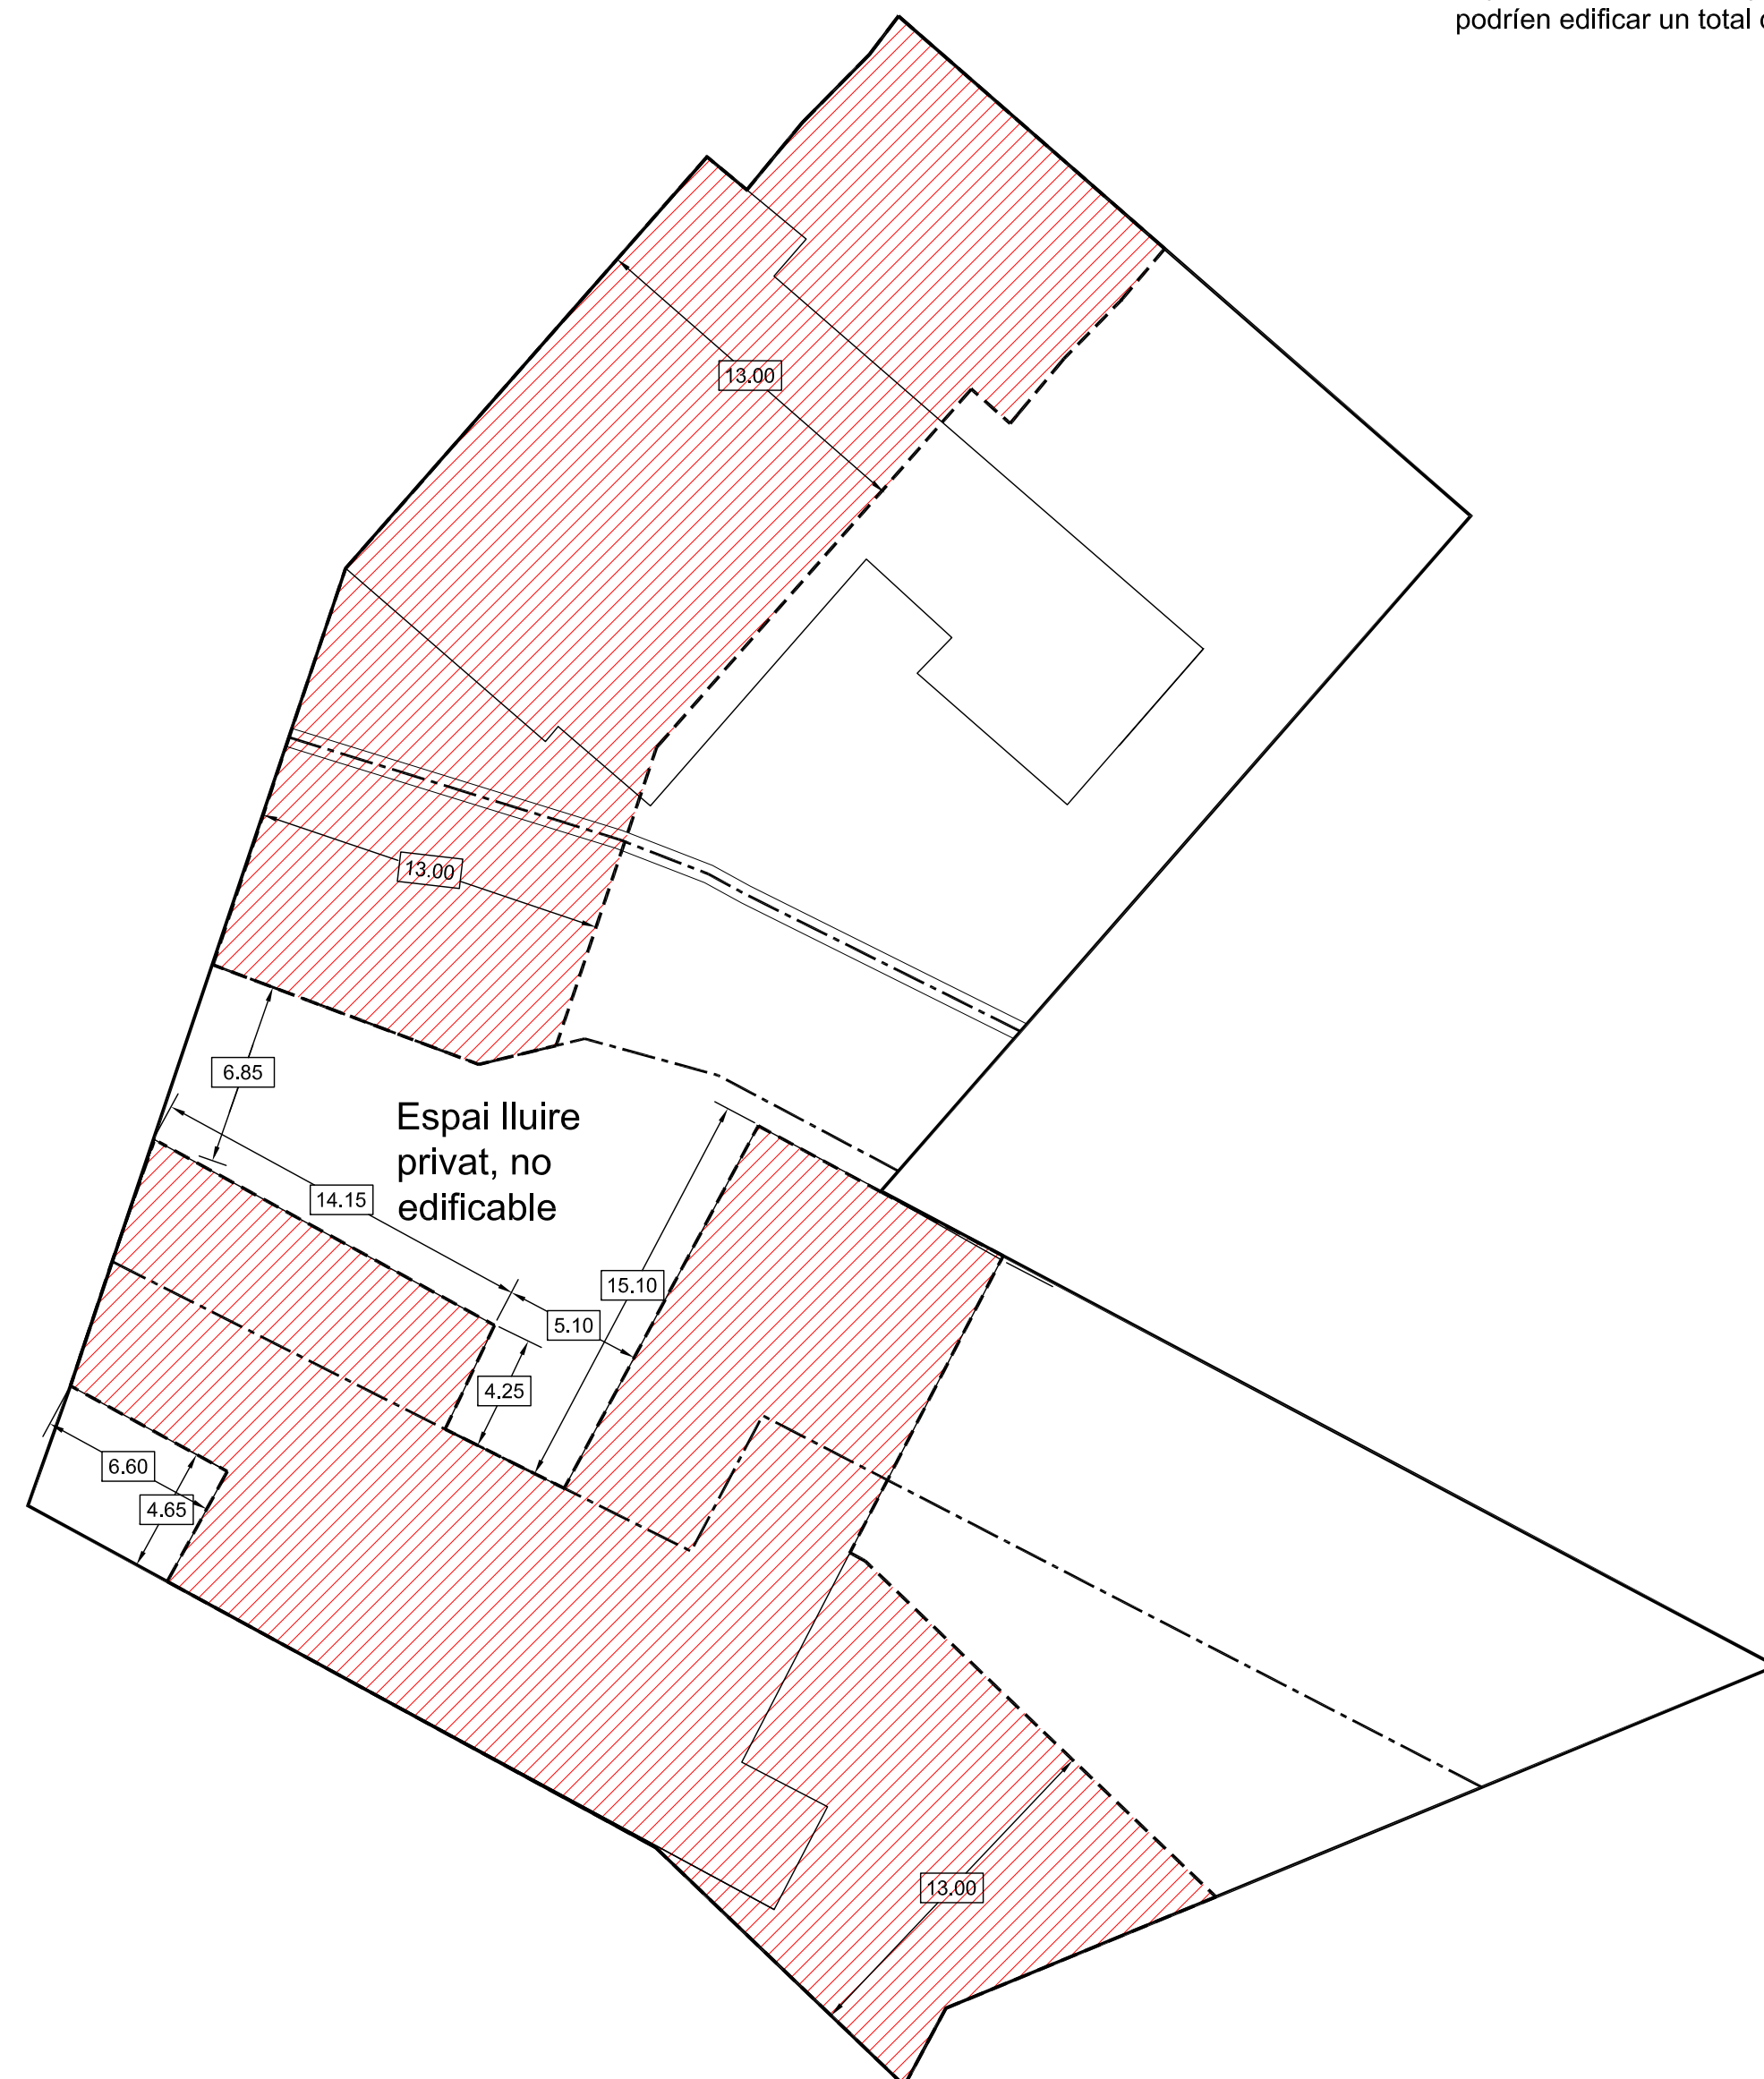 podríen edificar un total
13.00
13.00
6.85
Espai lluire
privat, no
edificable
14.15
15.10
5.10
4.25
6.60
4.65
13.00